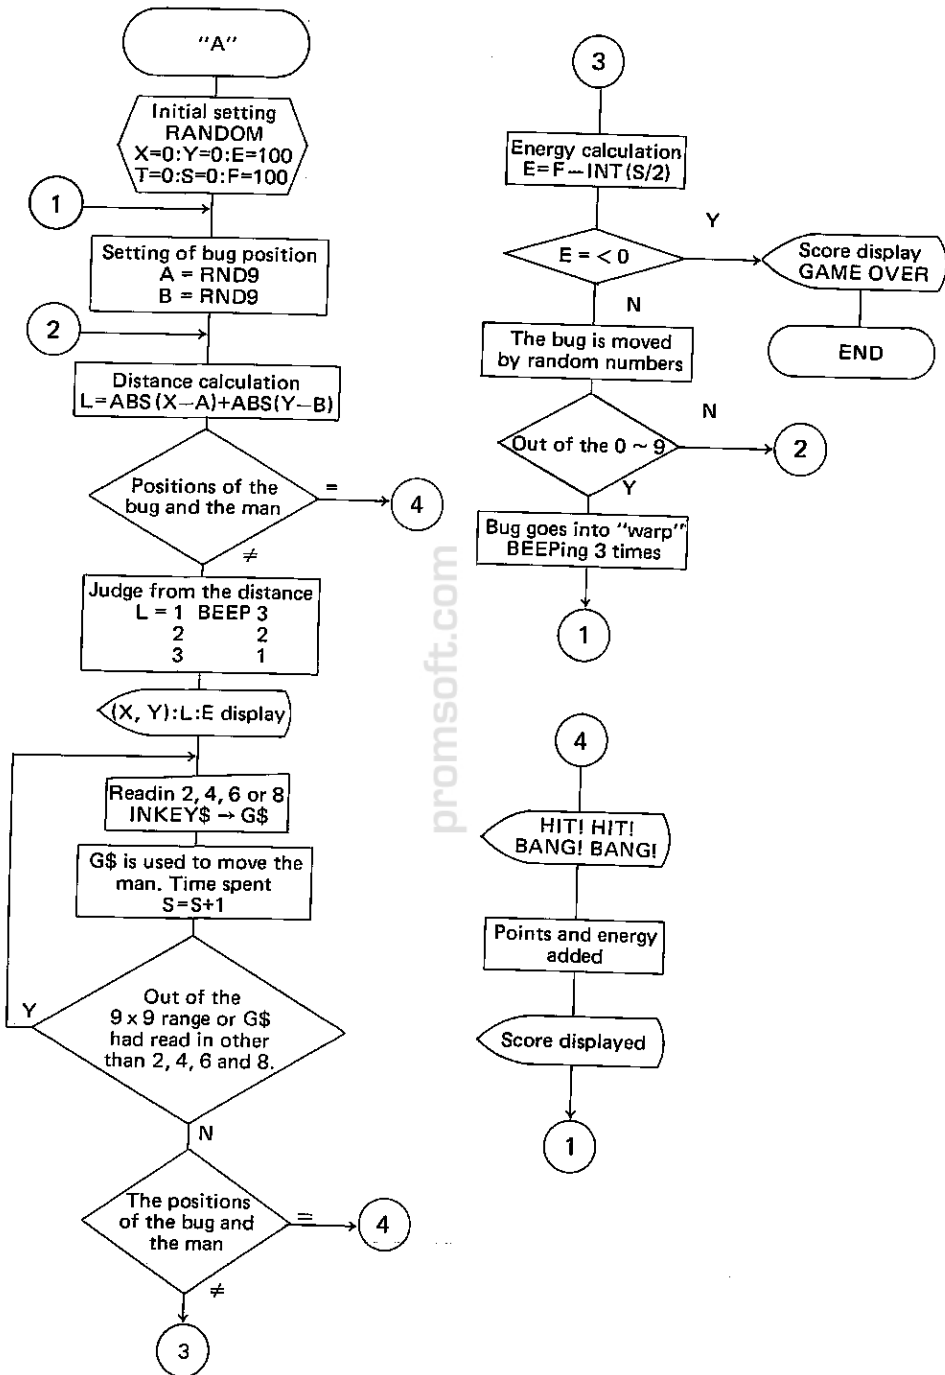 "A"
Initial setting
RANDOM
X=0:Y=0:E=100
T=0:S=0:F=100
1
Setting of bug position
A = RND9
B = RND9
2
Distance calculation
L=ABS(X—A)+ABS(Y—B)
Positions of the
bug and the man
=
4
≠
Judge from the distance
L = 1 BEEP 3
2 2
3 1
(X, Y):L:E display
Readin 2, 4, 6 or 8
INKEY$ → G$
G$ is used to move the
man. Time spent
S=S+1
Out of the
9 x 9 range or G$
had read in other
than 2, 4, 6 and 8.
Y
N
The positions
of the bug and
the man
=
4
≠
3
3
Energy calculation
E=F—INT(S/2)
E = < 0
Y
Score display
GAME OVER
END
N
The bug is moved
by random numbers
Out of the 0 ~ 9
N
2
Y
Bug goes into "warp"
BEEPing 3 times
1
4
HIT! HIT!
BANG! BANG!
Points and energy
added
Score displayed
1
promsoft.com